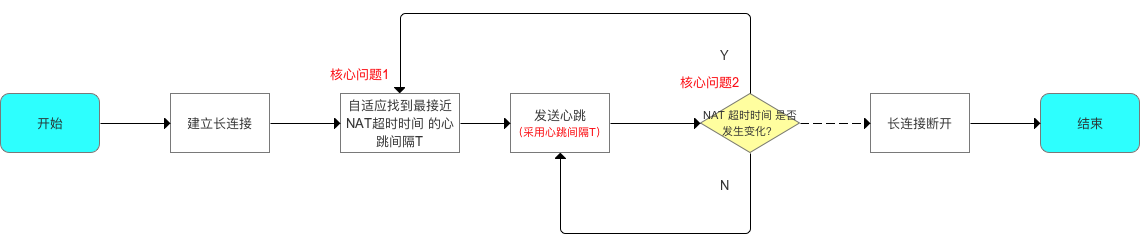 Y
核心问题1
核心问题2
开始
建立长连接
自适应找到最接近
NAT超时时间 的心
跳间隔T
发送心跳
(采用心跳间隔T)
NAT 超时时间 是否
发生变化?
长连接断开
结束
N